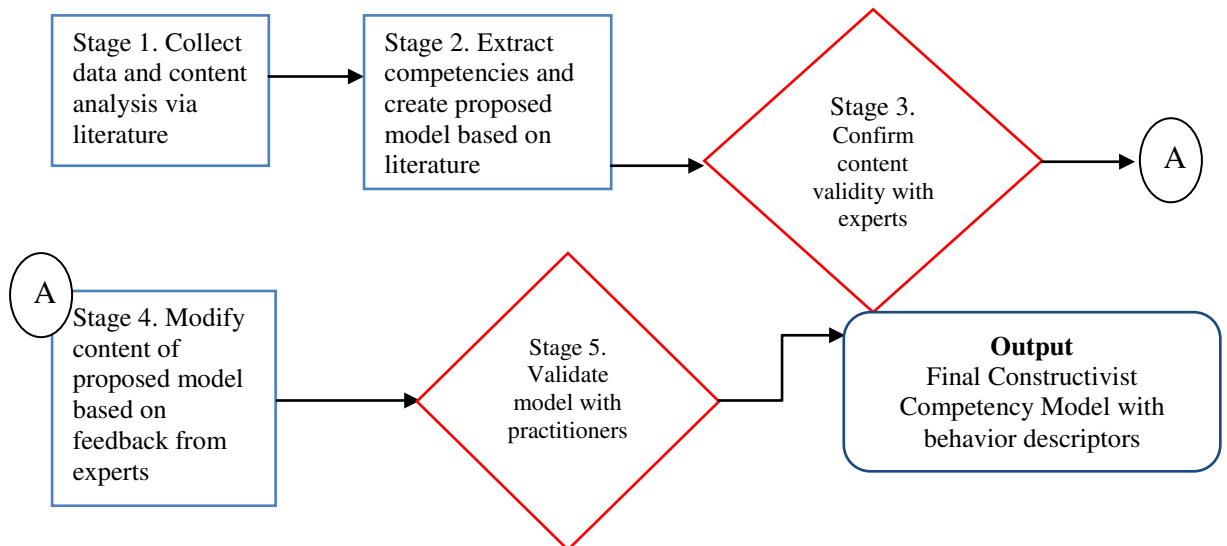 Stage 1. Collect
data and content
analysis via
literature
Stage 2. Extract
competencies and
create proposed
model based on
literature
Stage 3.
Confirm
content
validity with
experts
A
A
Stage 4. Modify
content of
proposed model
based on
feedback from
experts
Stage 5.
Validate
model with
practitioners
Output
Final Constructivist
Competency Model with
behavior descriptors